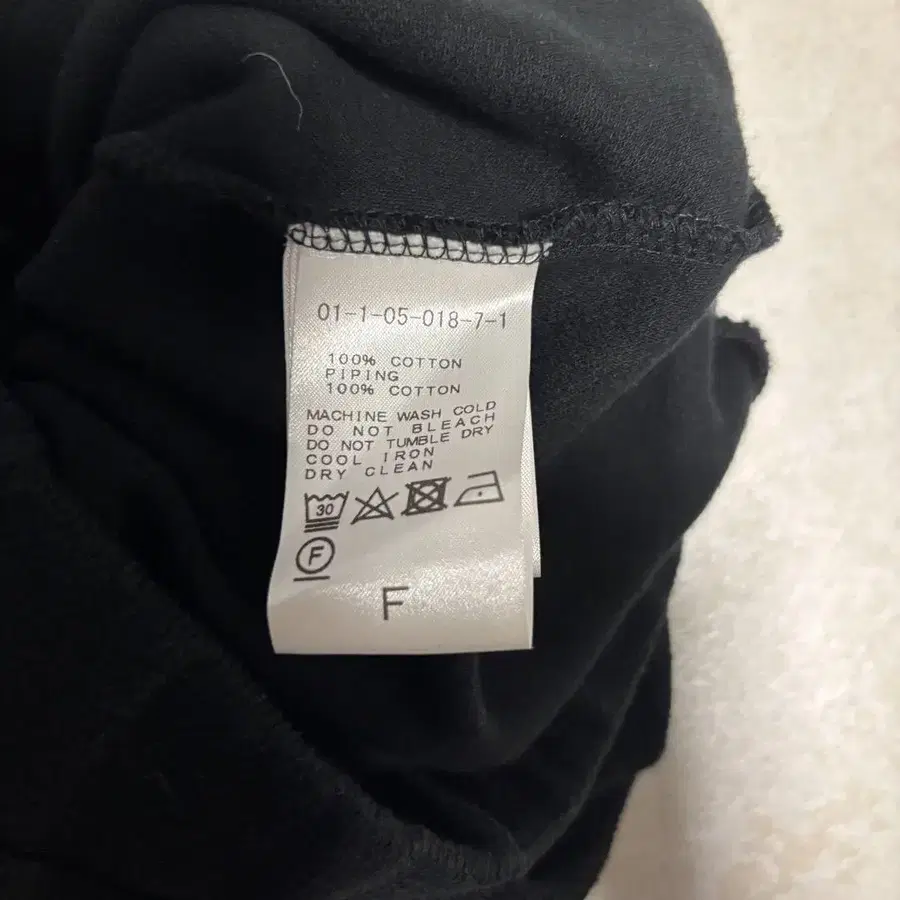 01-1-05-018-7-1
100% COTTON
PIPING
100% COTTON
MACHINE WASH COLD
DO NOT BLEACH
DO NOT TUMBLE DRY
COOL IRON
DRY CLEAN
30
F
F